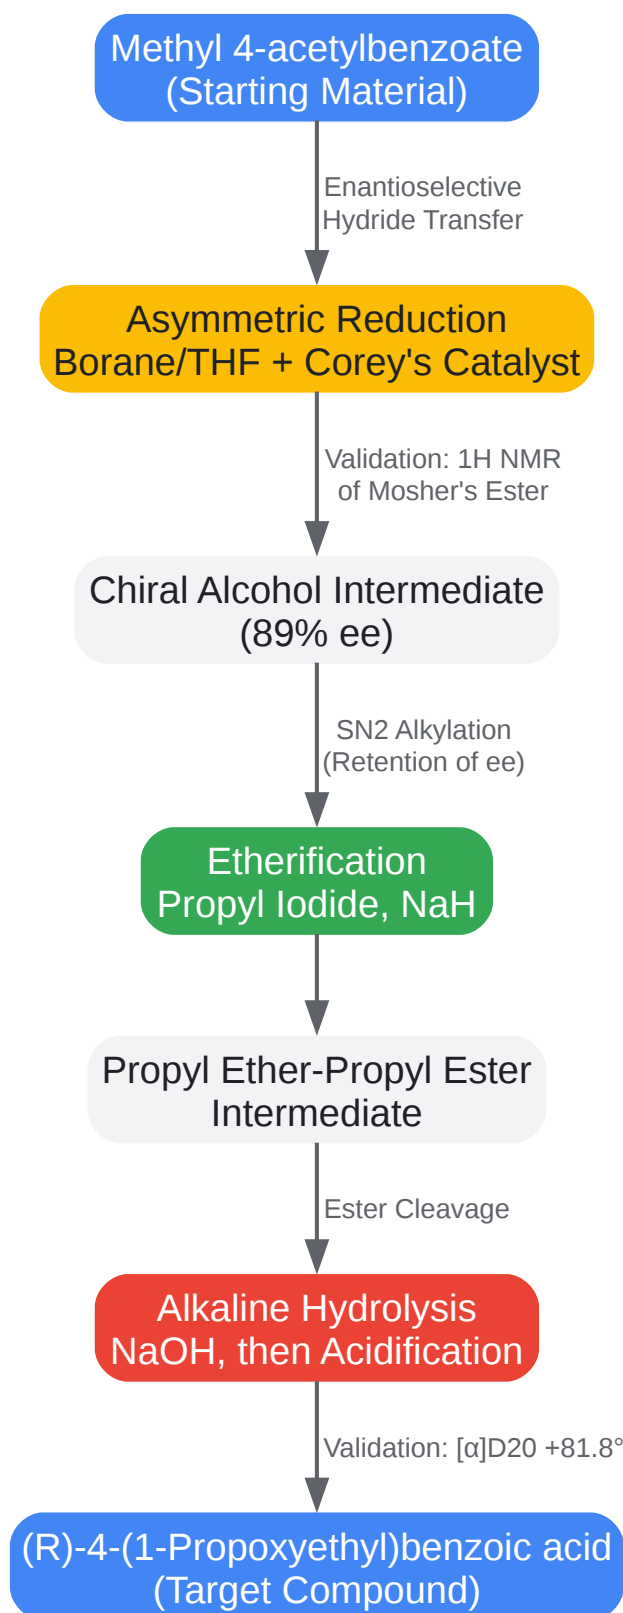 Methyl 4-acetylbenzoate
(Starting Material)
Enantioselective
Hydride Transfer
Asymmetric Reduction
Borane/THF + Corey's Catalyst
Validation: 1H NMR
of Mosher's Ester
Chiral Alcohol Intermediate
(89% ee)
SN2 Alkylation
(Retention of ee)
Etherification
Propyl Iodide, NaH
Propyl Ether-Propyl Ester
Intermediate
Ester Cleavage
Alkaline Hydrolysis
NaOH, then Acidification
Validation: [α]D20 +81.8°
(R)-4-(1-Propoxyethyl)benzoic acid
(Target Compound)